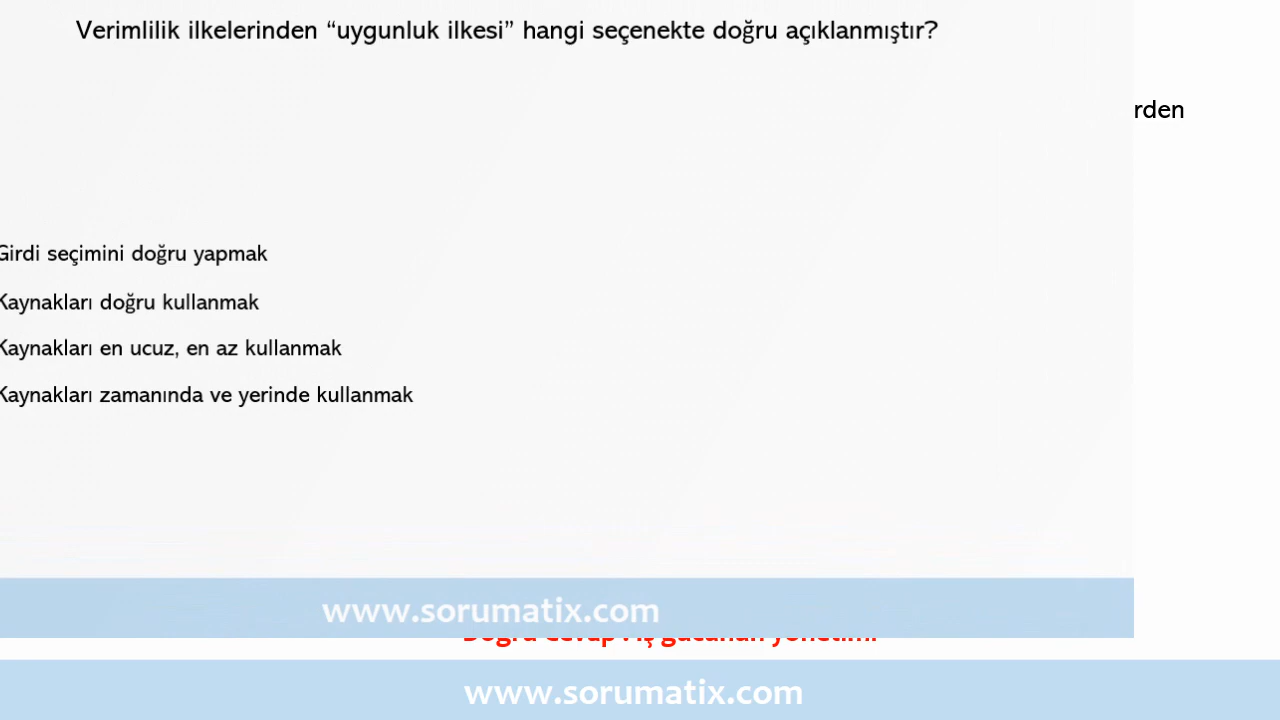 Verimlilik ilkelerinden “uygunluk ilkesi” hangi seçenekte doğru açıklanmıştır?
rden
Girdi seçimini doğru yapmak
Kaynakları doğru kullanmak
Kaynakları en ucuz, en az kullanmak
Kaynakları zamanında ve yerinde kullanmak
www.sorumatix.com
www.sorumatix.com